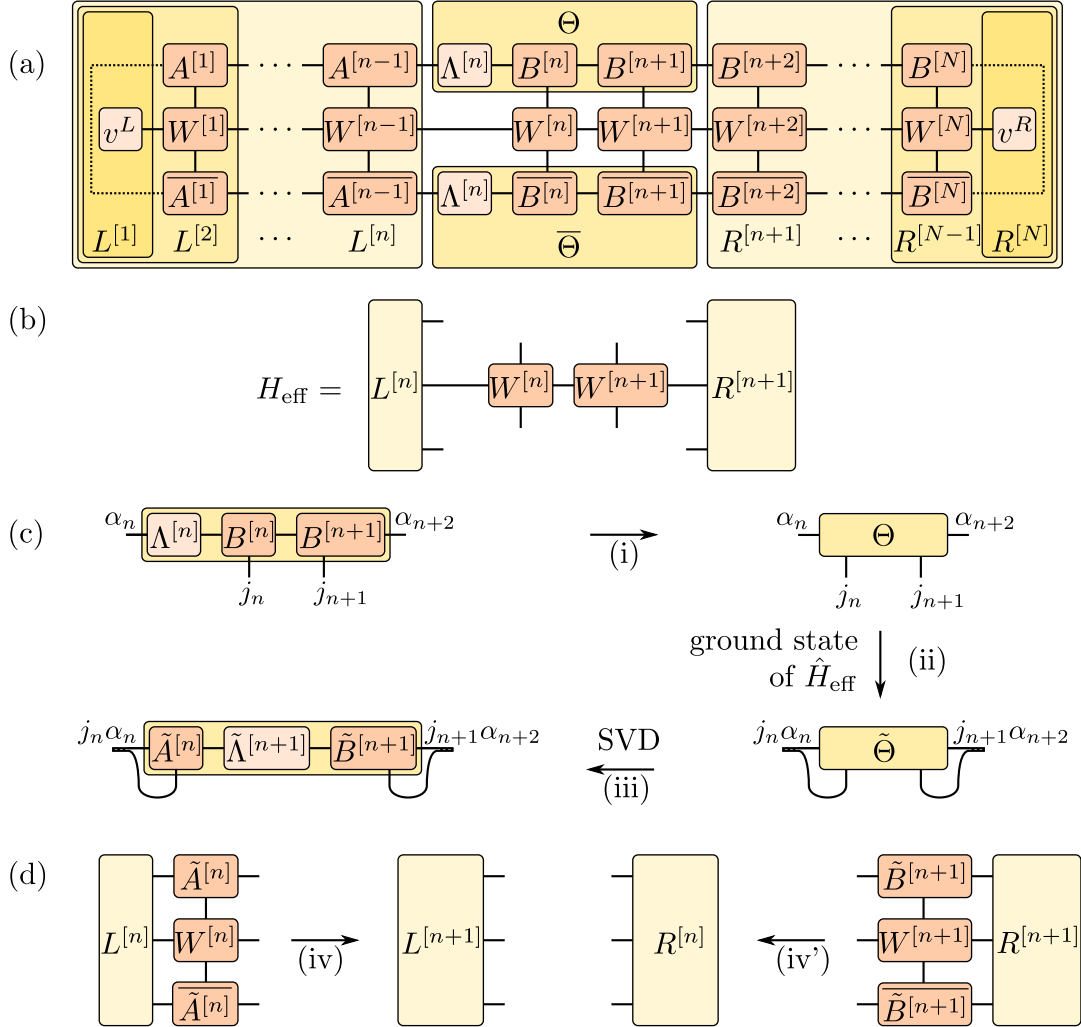 Θ
(a) A^[1] · · · A^[n−1] Λ^[n] B^[n] B^[n+1] B^[n+2] · · · B^[N]
v^L W^[1] · · · W^[n−1] W^[n] W^[n+1] W^[n+2] · · · W^[N] v^R
\overline{A^[1]} · · · \overline{A^[n−1]} Λ^[n] \overline{B^[n]} \overline{B^[n+1]} \overline{B^[n+2]} · · · \overline{B^[N]}
L^[1] L^[2] · · · L^[n] \overline{Θ} R^[n+1] · · · R^[N−1] R^[N]
(b)
H_eff = L^[n] W^[n] W^[n+1] R^[n+1]
(c) α_n Λ^[n] B^[n] B^[n+1] α_{n+2} (i) α_n Θ α_{n+2}
j_n j_{n+1} j_n j_{n+1}
ground state
of Ĥ_eff (ii)
j_n α_n Ã^[n] Λ̃^[n+1] B̃^[n+1] j_{n+1} α_{n+2} SVD j_n α_n Θ̃ j_{n+1} α_{n+2}
(iii)
(d) Ã^[n] B̃^[n+1]
L^[n] W^[n] (iv) L^[n+1] R^[n] (iv') W^[n+1] R^[n+1]
\overline{Ã^[n]} \overline{B̃^[n+1]}